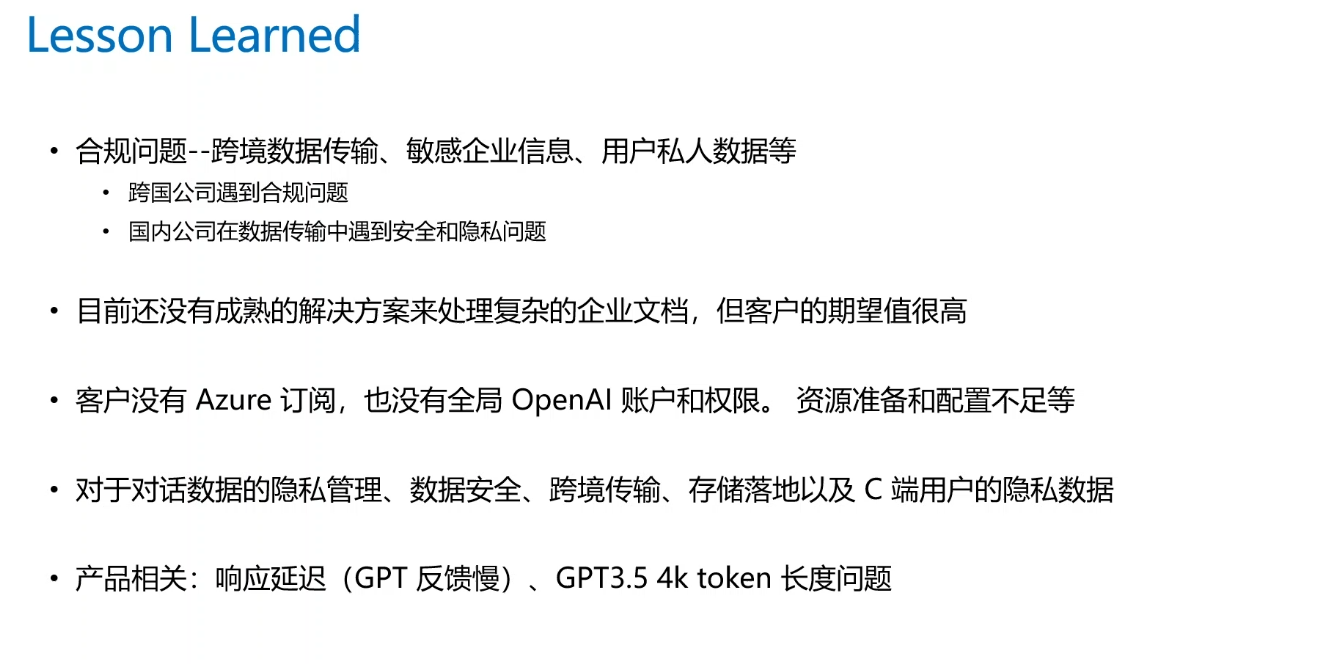 Lesson Learned
• 合规问题--跨境数据传输、敏感企业信息、用户私人数据等
• 跨国公司遇到合规问题
• 国内公司在数据传输中遇到安全和隐私问题
• 目前还没有成熟的解决方案来处理复杂的企业文档，但客户的期望值很高
• 客户没有 Azure 订阅，也没有全局 OpenAI 账户和权限。 资源准备和配置不足等
• 对于对话数据的隐私管理、数据安全、跨境传输、存储落地以及 C 端用户的隐私数据
• 产品相关：响应延迟（GPT 反馈慢）、GPT3.5 4k token 长度问题